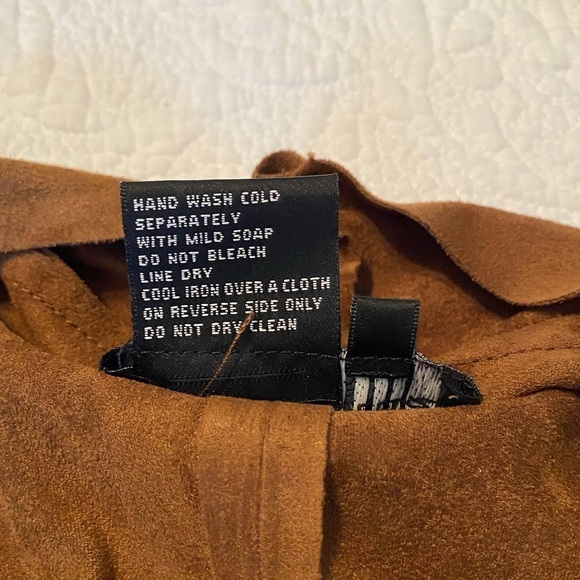 HAND WASH COLD
SEPARATELY
WITH MILD SOAP
DO NOT BLEACH
LINE DRY
COOL IRON OVER A CLOTH
ON REVERSE SIDE ONLY
DO NOT DRY CLEAN